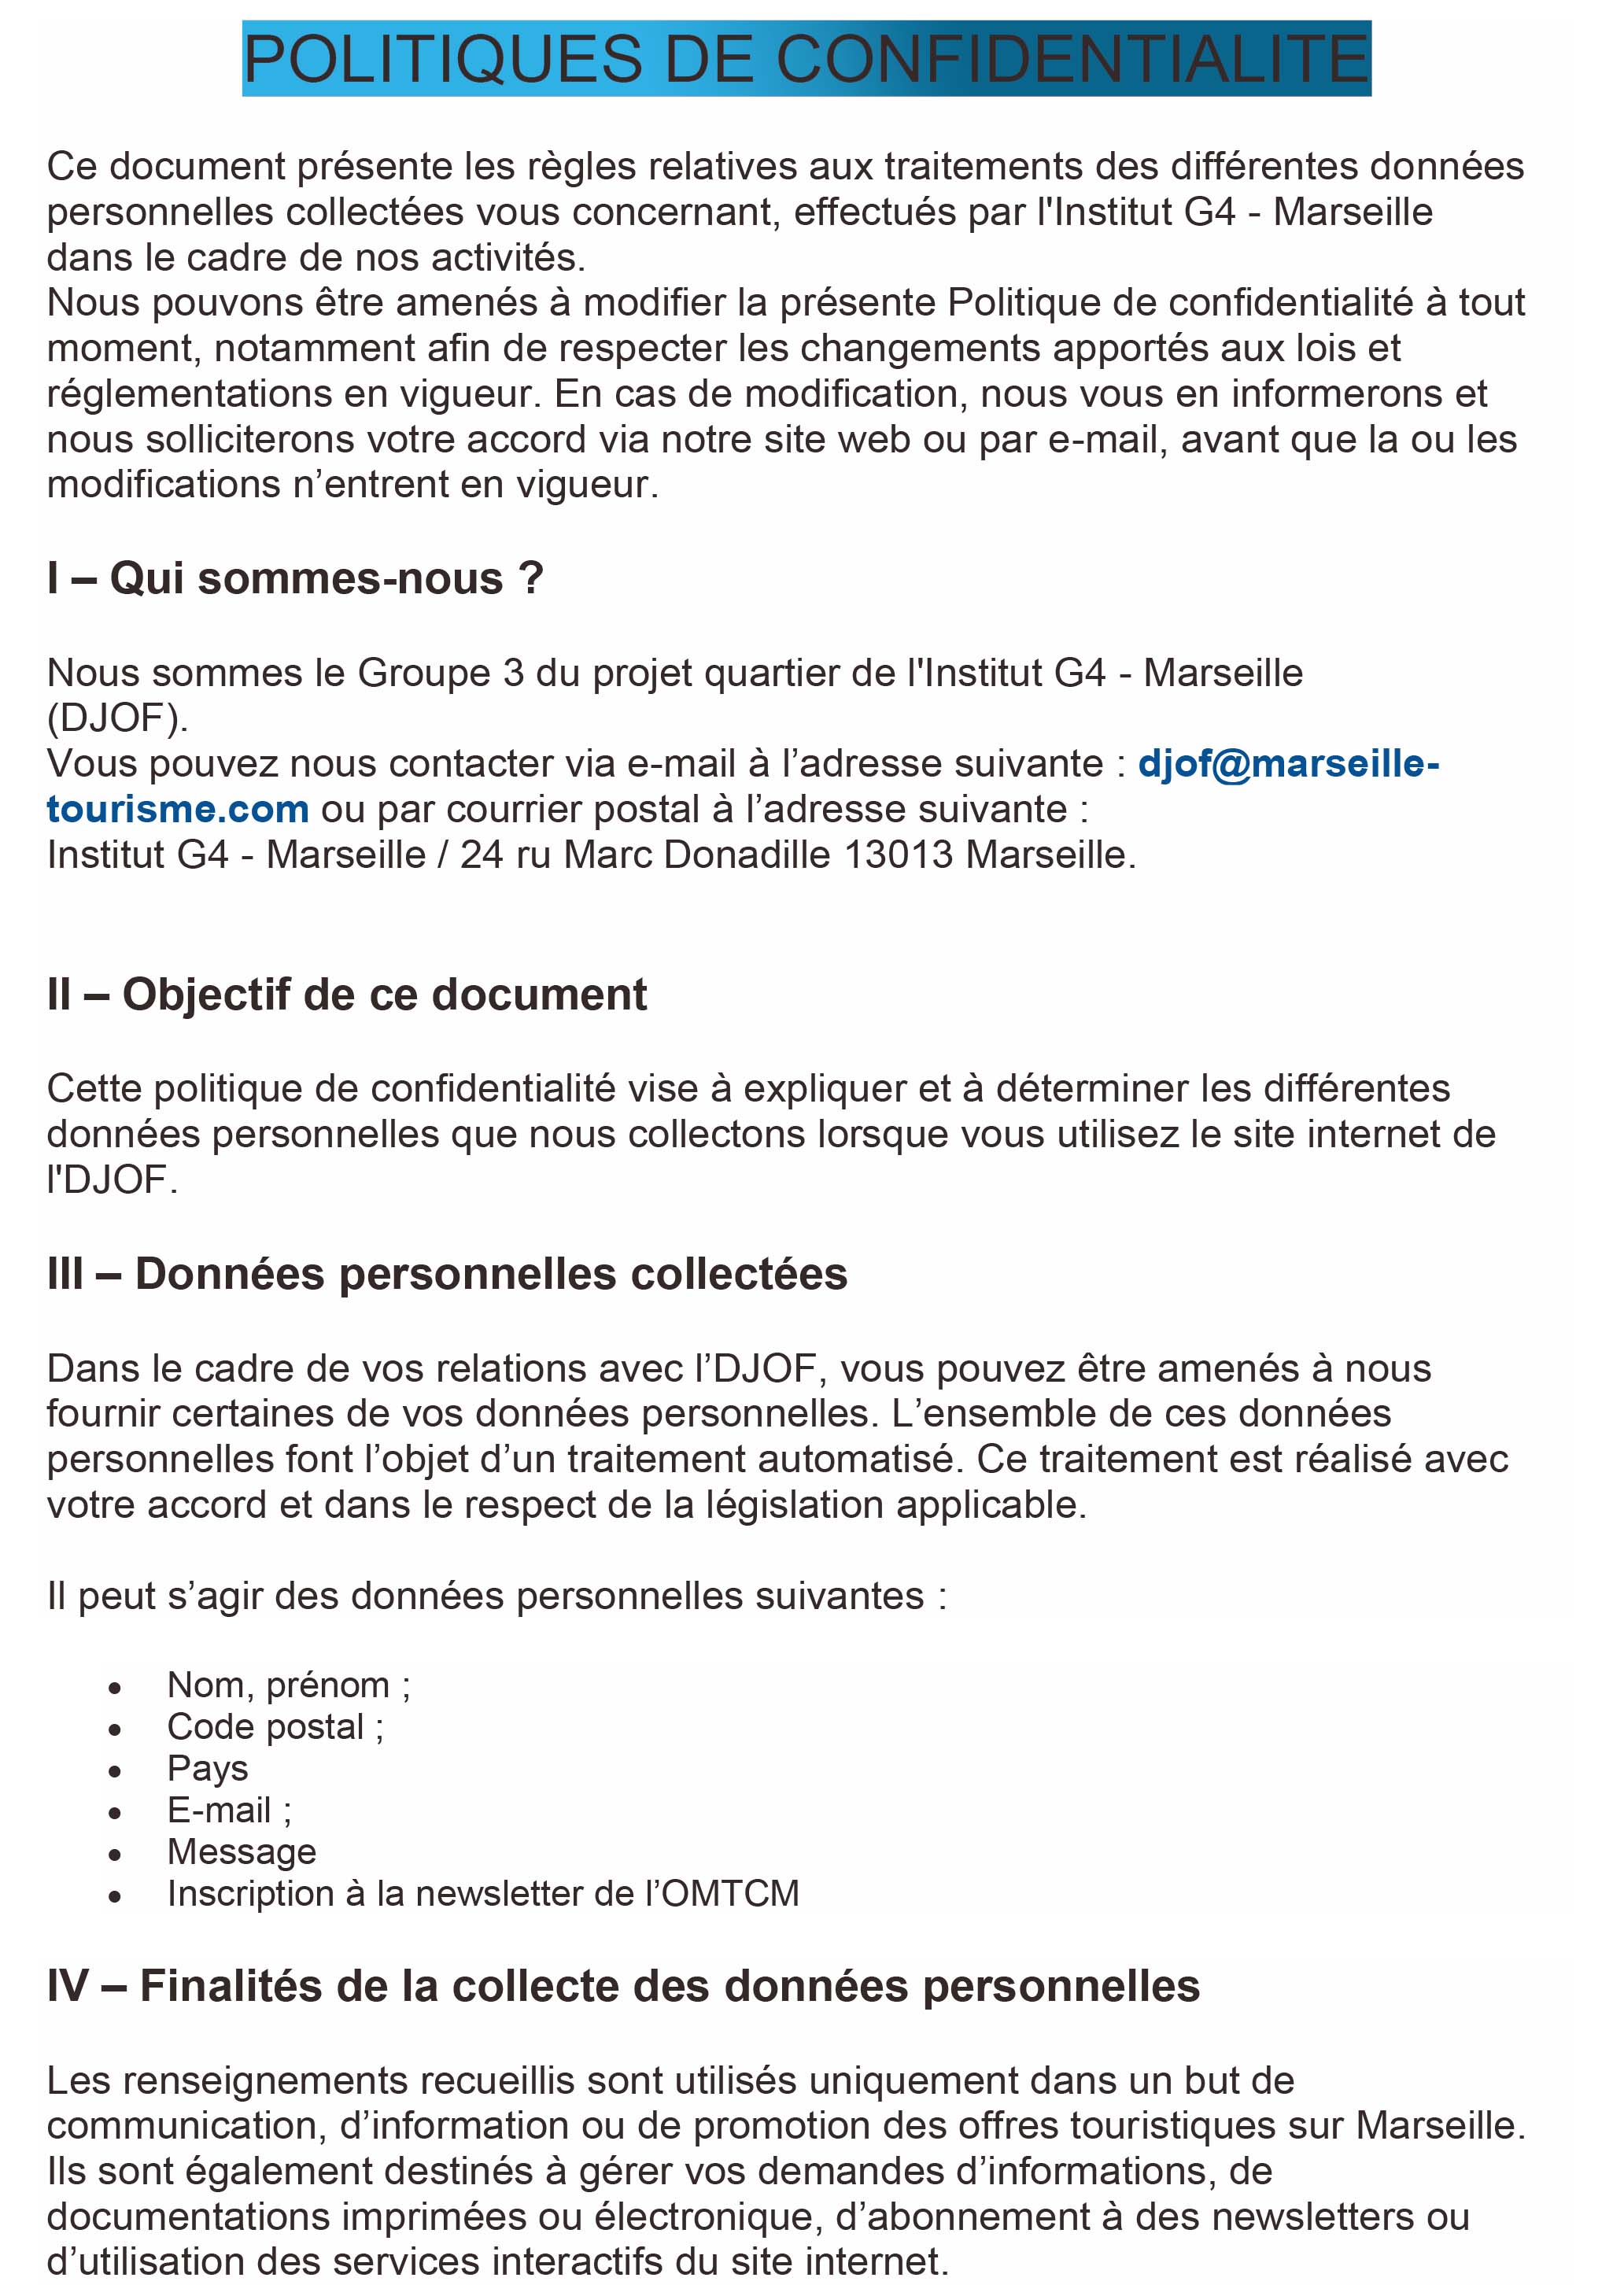 POLITIQUES DE CONFIDENTIALITE
Ce document présente les règles relatives aux traitements des différentes données
personnelles collectées vous concernant, effectués par l'Institut G4 - Marseille
dans le cadre de nos activités.
Nous pouvons être amenés à modifier la présente Politique de confidentialité à tout
moment, notamment afin de respecter les changements apportés aux lois et
réglementations en vigueur. En cas de modification, nous vous en informerons et
nous solliciterons votre accord via notre site web ou par e-mail, avant que la ou les
modifications n’entrent en vigueur.
I – Qui sommes-nous ?
Nous sommes le Groupe 3 du projet quartier de l'Institut G4 - Marseille
(DJOF).
Vous pouvez nous contacter via e-mail à l’adresse suivante : djof@marseille-
tourisme.com ou par courrier postal à l’adresse suivante :
Institut G4 - Marseille / 24 ru Marc Donadille 13013 Marseille.
II – Objectif de ce document
Cette politique de confidentialité vise à expliquer et à déterminer les différentes
données personnelles que nous collectons lorsque vous utilisez le site internet de
l'DJOF.
III – Données personnelles collectées
Dans le cadre de vos relations avec l’DJOF, vous pouvez être amenés à nous
fournir certaines de vos données personnelles. L’ensemble de ces données
personnelles font l’objet d’un traitement automatisé. Ce traitement est réalisé avec
votre accord et dans le respect de la législation applicable.
Il peut s’agir des données personnelles suivantes :
• Nom, prénom ;
• Code postal ;
• Pays
• E-mail ;
• Message
• Inscription à la newsletter de l’OMTCM
IV – Finalités de la collecte des données personnelles
Les renseignements recueillis sont utilisés uniquement dans un but de
communication, d’information ou de promotion des offres touristiques sur Marseille.
Ils sont également destinés à gérer vos demandes d’informations, de
documentations imprimées ou électronique, d’abonnement à des newsletters ou
d’utilisation des services interactifs du site internet.